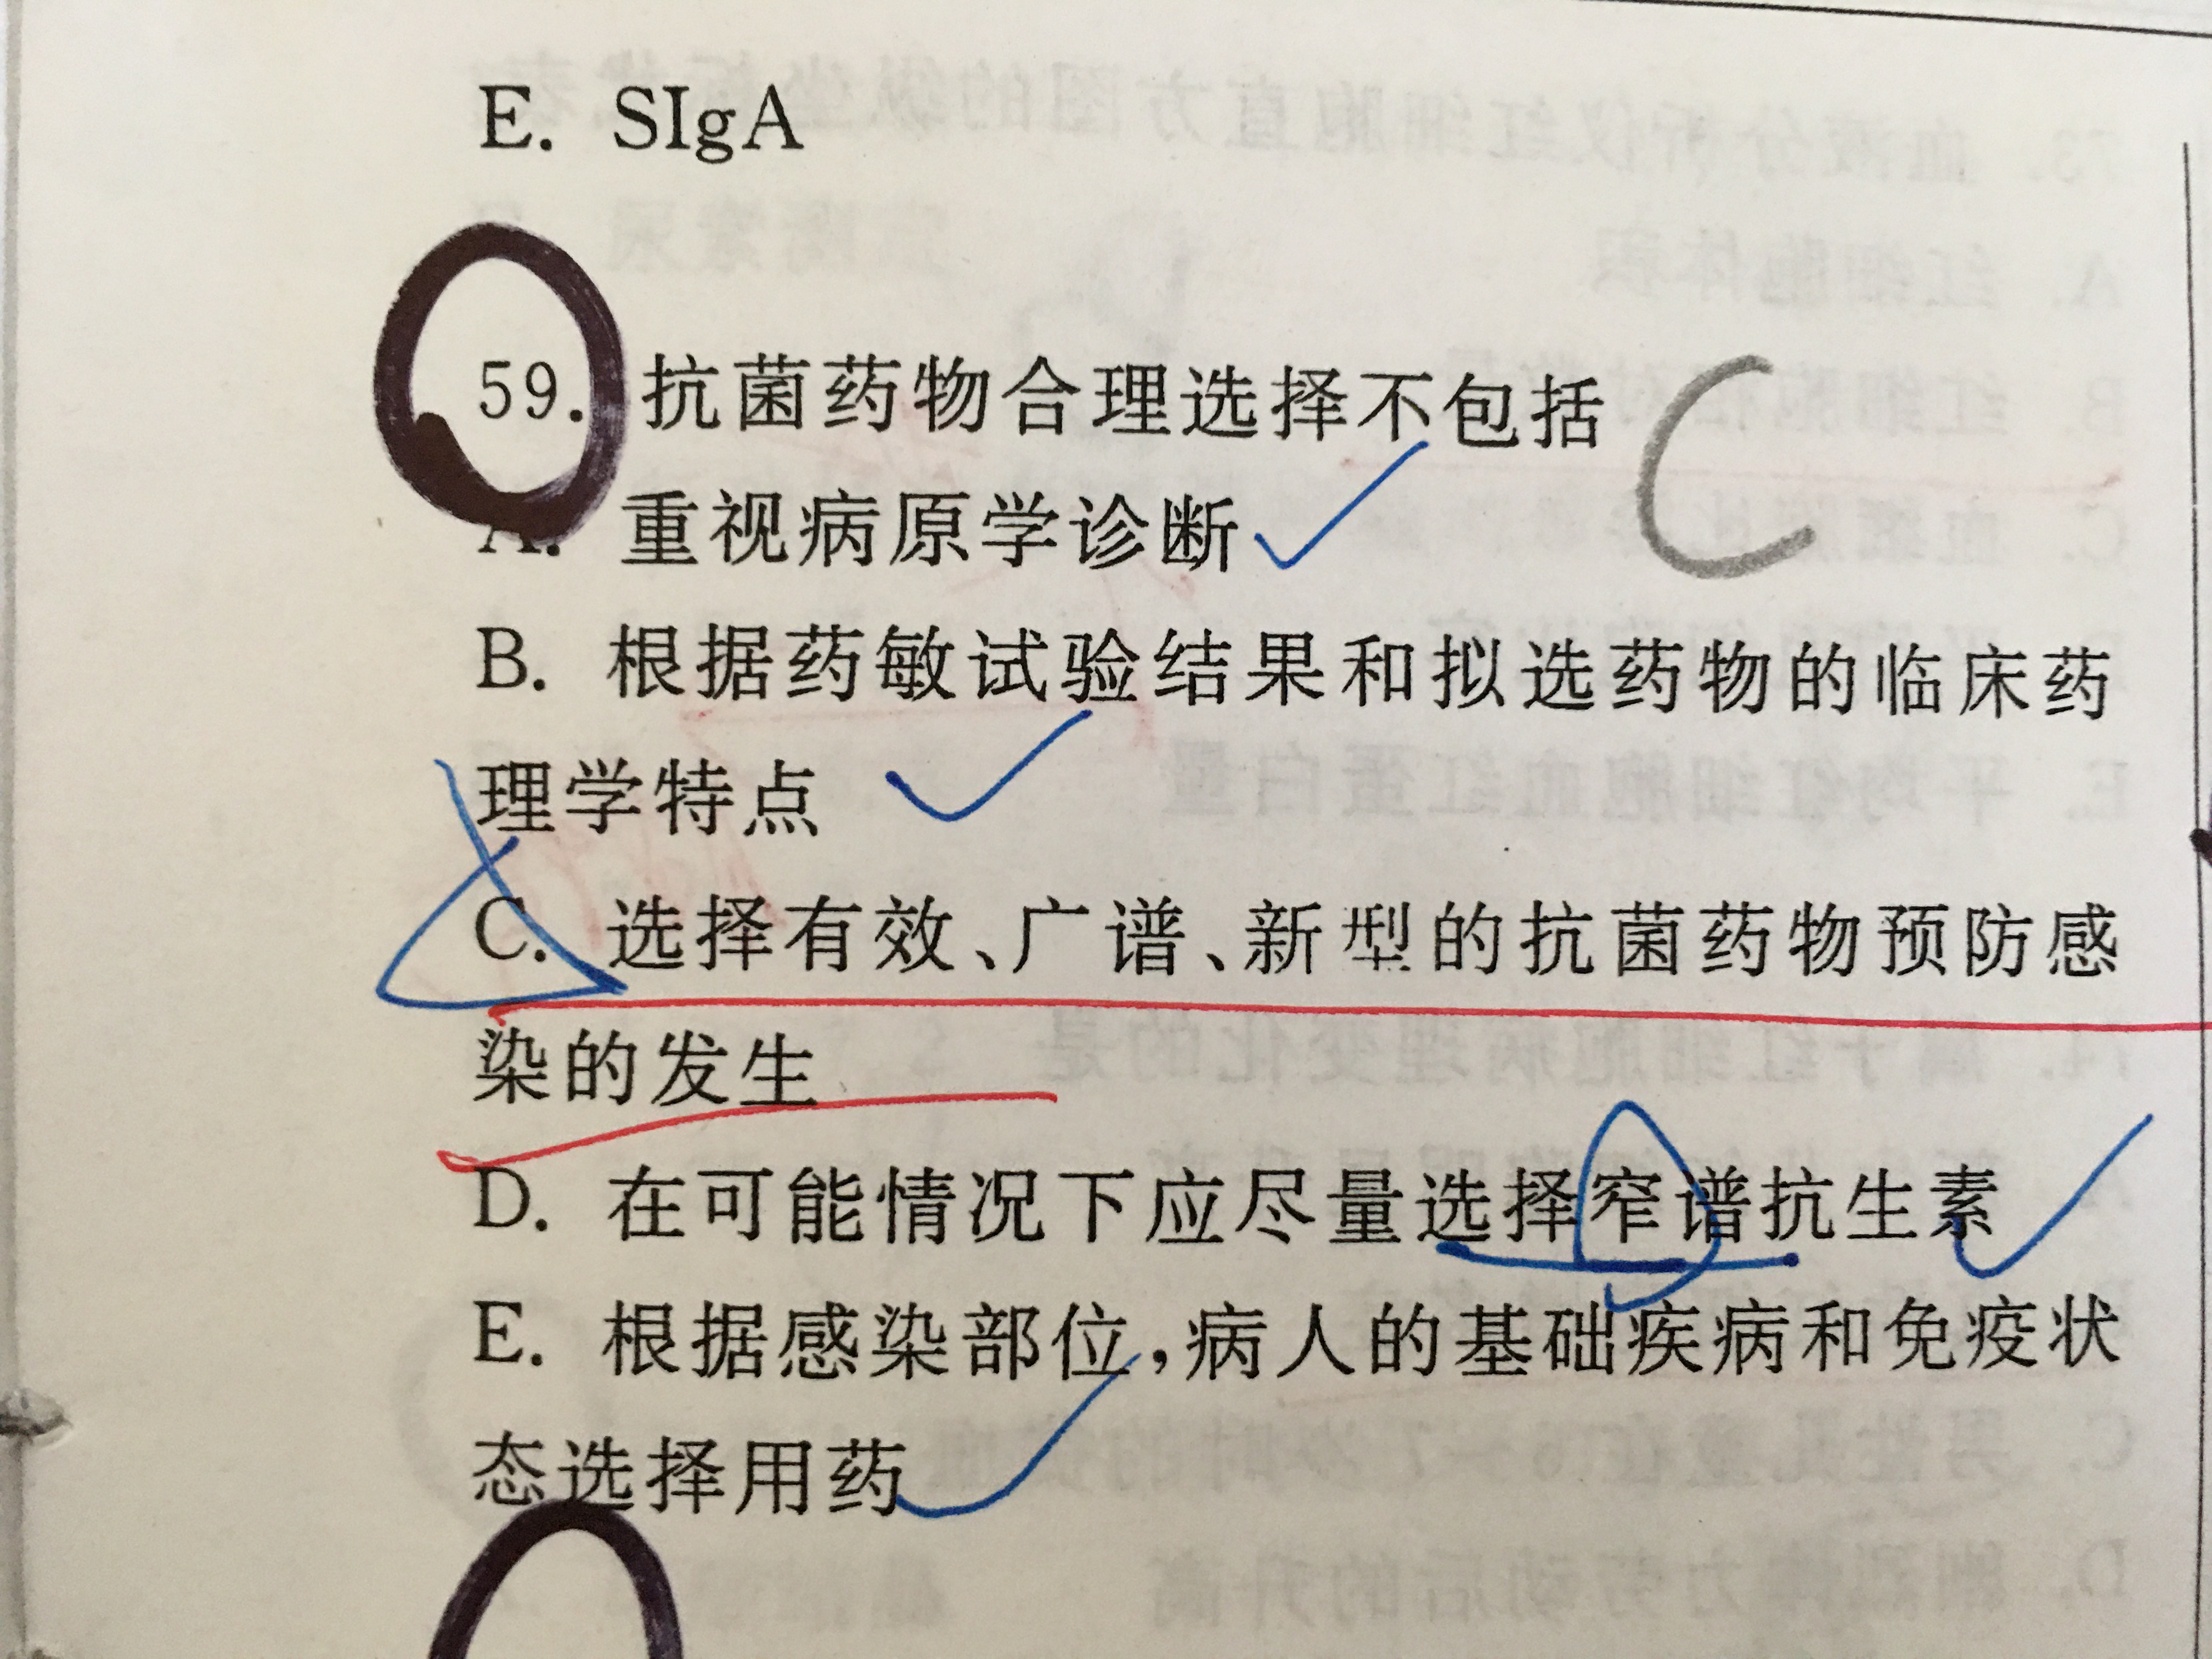 E. SIgA
59. 抗菌药物合理选择不包括
A. 重视病原学诊断
B. 根据药敏试验结果和拟选药物的临床药
理学特点
C. 选择有效、广谱、新型的抗菌药物预防感
染的发生
D. 在可能情况下应尽量选择窄谱抗生素
E. 根据感染部位,病人的基础疾病和免疫状
态选择用药